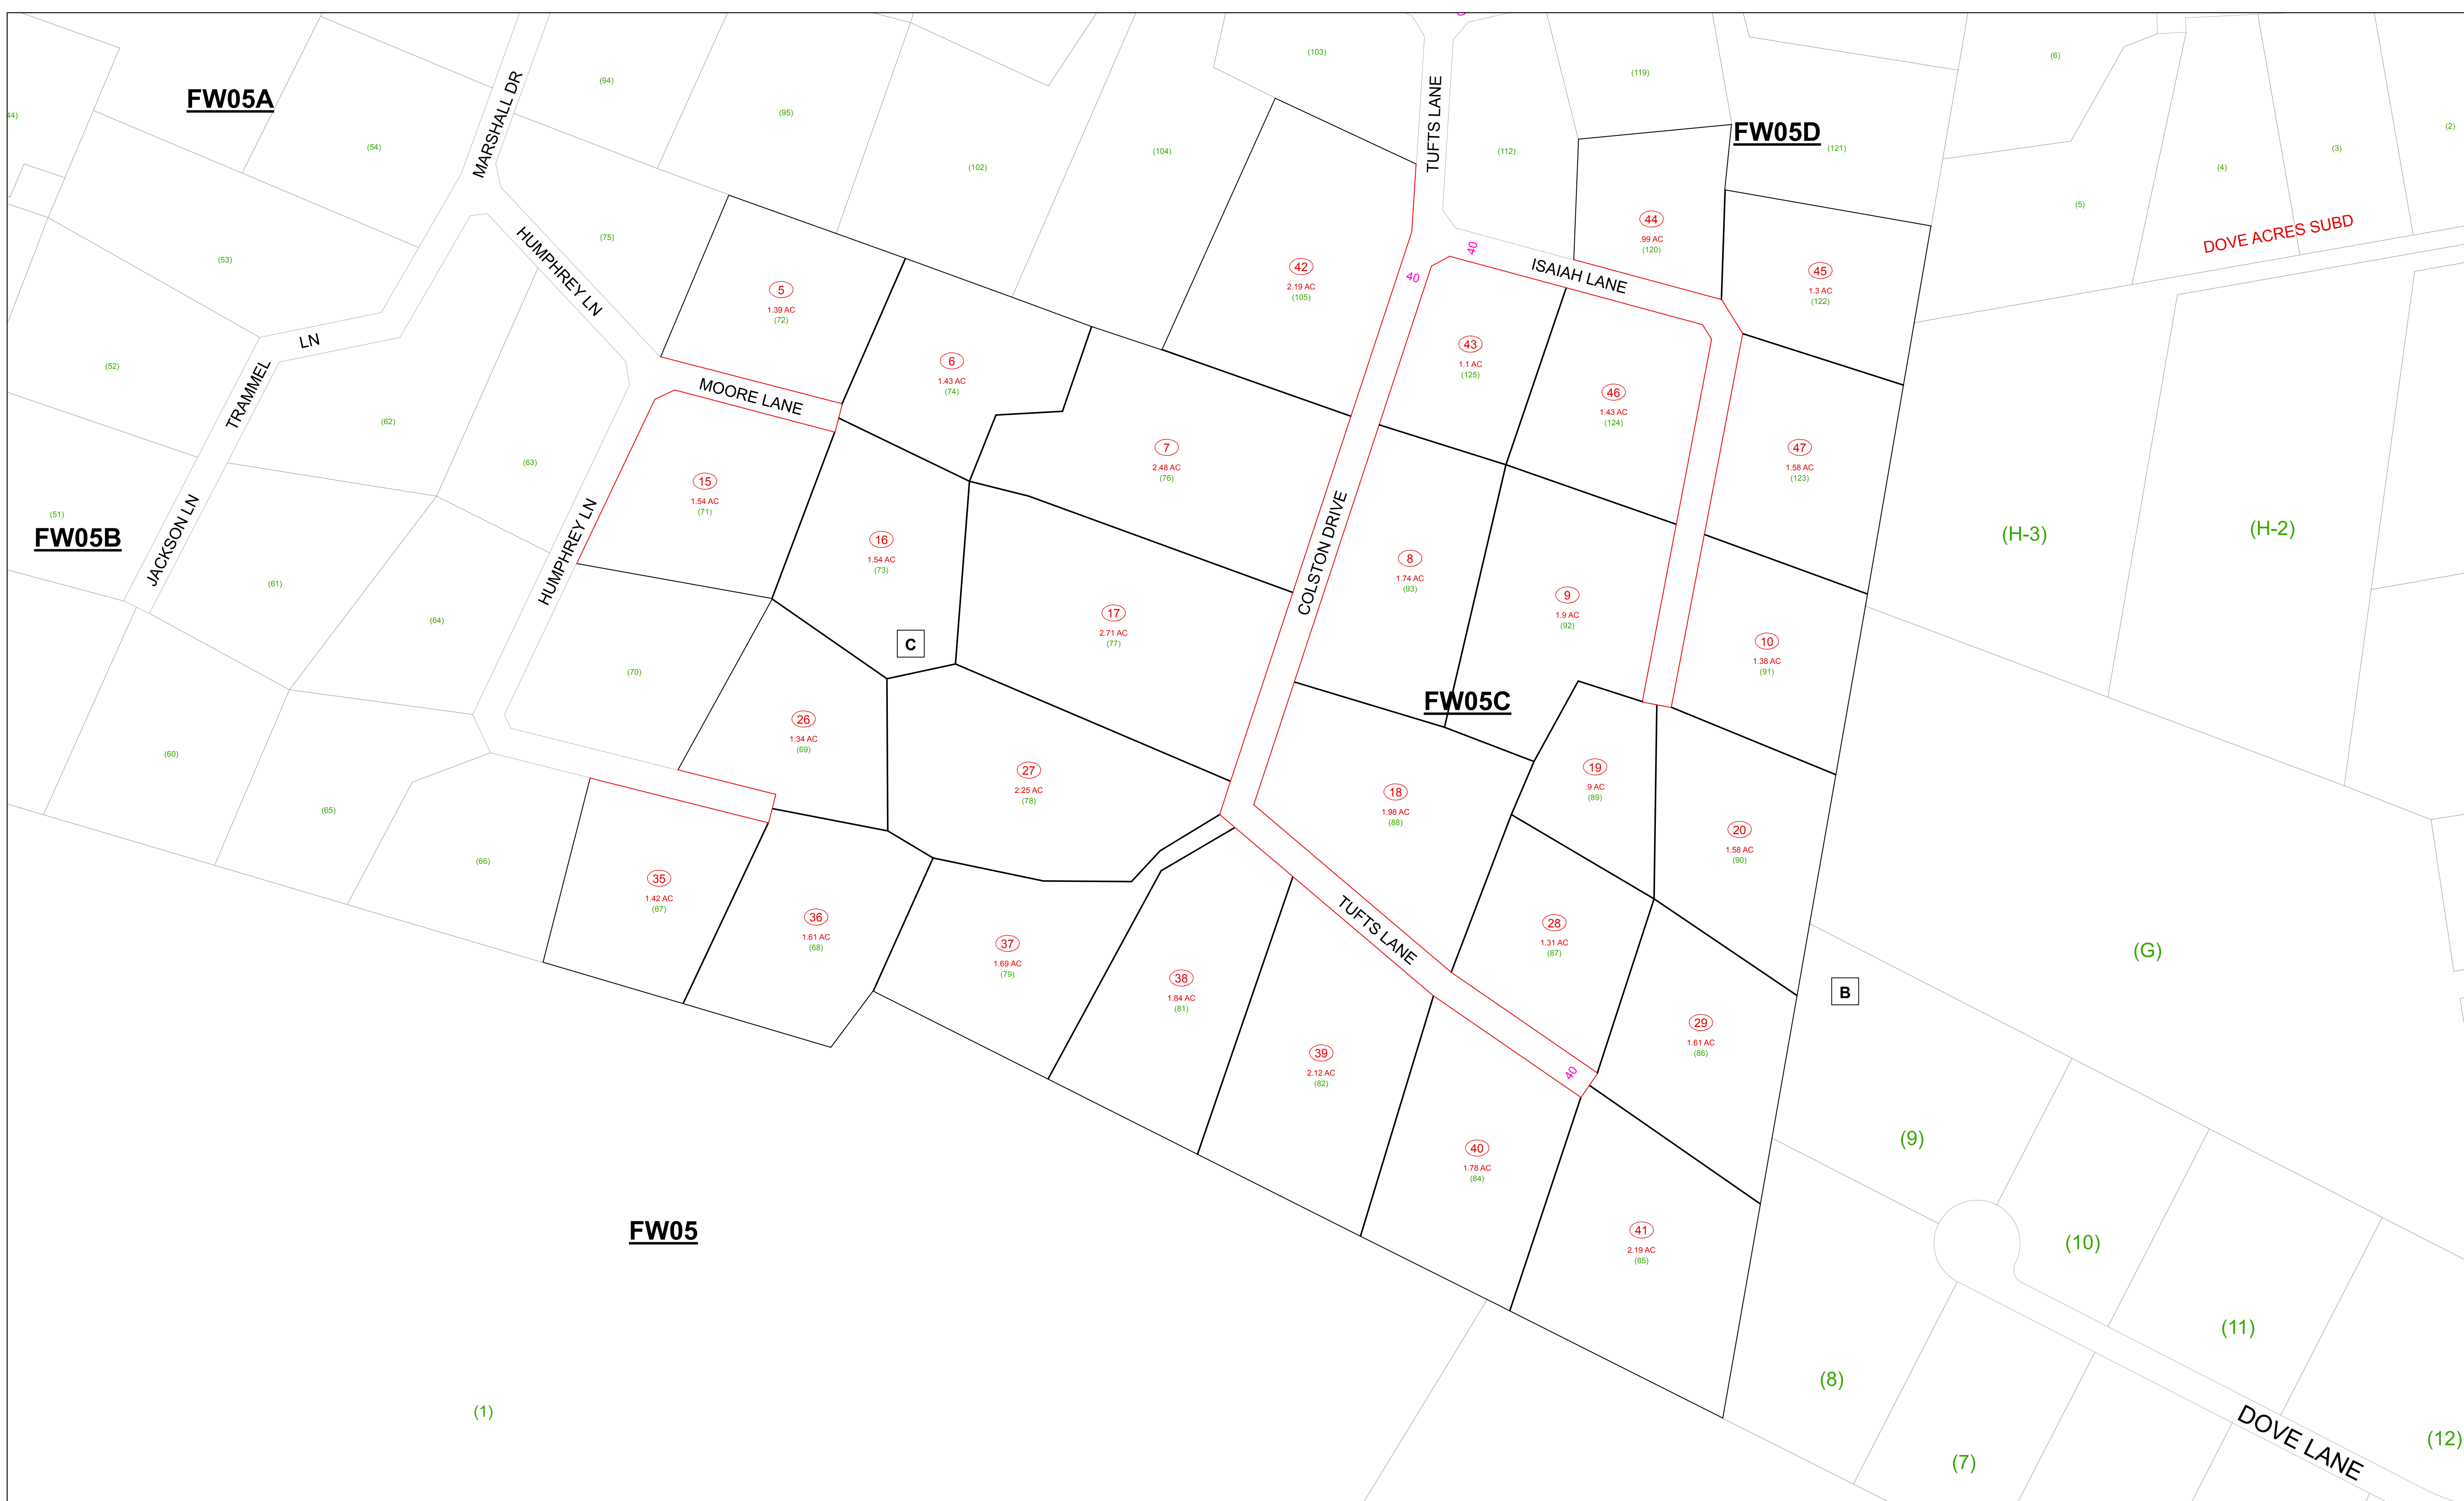 (103)
(119)
(6)
(94)
FW05A
MARSHALL DR
(95)
TUFTS LANE
FW05D
(2)
44)
(54)
(104)
(112)
(121)
(3)
(102)
(4)
(5)
44
.99 AC
(120)
DOVE ACRES SUBD
(75)
HUMPHREY LN
40
40
ISAIAH LANE
(53)
42
2.19 AC
(105)
45
1.3 AC
(122)
5
1.39 AC
(72)
LN
TRAMMEL
(52)
43
1.1 AC
(125)
6
1.43 AC
(74)
MOORE LANE
46
1.43 AC
(124)
(62)
7
2.48 AC
(76)
47
1.58 AC
(123)
(63)
15
1.54 AC
(71)
(51)
FW05B
JACKSON LN
HUMPHREY LN
16
1.54 AC
(73)
COLSTON DRIVE
8
1.74 AC
(93)
(H-3)
(H-2)
(61)
9
1.9 AC
(92)
17
2.71 AC
(77)
(64)
C
10
1.38 AC
(91)
(70)
FW05C
26
1.34 AC
(69)
(60)
27
2.25 AC
(78)
19
.9 AC
(89)
18
1.98 AC
(88)
(65)
20
1.58 AC
(90)
(66)
35
1.42 AC
(67)
36
1.61 AC
(68)
TUFTS LANE
28
1.31 AC
(87)
37
1.69 AC
(79)
(G)
38
1.84 AC
(81)
B
29
1.61 AC
(86)
39
2.12 AC
(82)
40
(9)
40
1.78 AC
(84)
FW05
41
2.19 AC
(85)
(10)
(11)
(8)
(1)
DOVE LANE
(12)
(7)